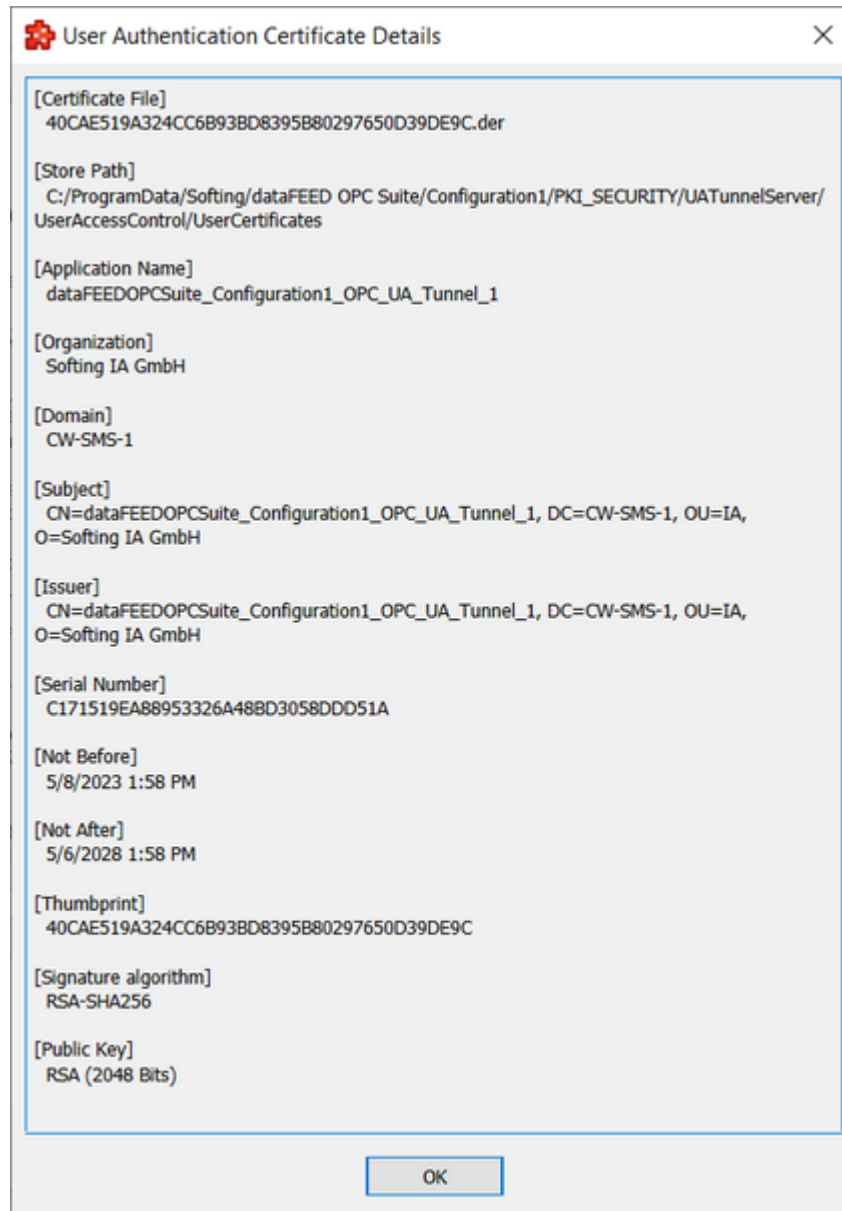 User Authentication Certificate Details
[Certificate File]
40CAE519A324CC6B93BD8395B80297650D39DE9C.der
[Store Path]
C:/ProgramData/Softing/dataFEED OPC Suite/Configuration1/PKI_SECURITY/UATunnelServer/
UserAccessControl/UserCertificates
[Application Name]
dataFEEDOPCSuite_Configuration1_OPC_UA_Tunnel_1
[Organization]
Softing IA GmbH
[Domain]
CW-SMS-1
[Subject]
CN=dataFEEDOPCSuite_Configuration1_OPC_UA_Tunnel_1, DC=CW-SMS-1, OU=IA,
O=Softing IA GmbH
[Issuer]
CN=dataFEEDOPCSuite_Configuration1_OPC_UA_Tunnel_1, DC=CW-SMS-1, OU=IA,
O=Softing IA GmbH
[Serial Number]
C171519EA88953326A48BD3058DDD51A
[Not Before]
5/8/2023 1:58 PM
[Not After]
5/6/2028 1:58 PM
[Thumbprint]
40CAE519A324CC6B93BD8395B80297650D39DE9C
[Signature algorithm]
RSA-SHA256
[Public Key]
RSA (2048 Bits)
OK